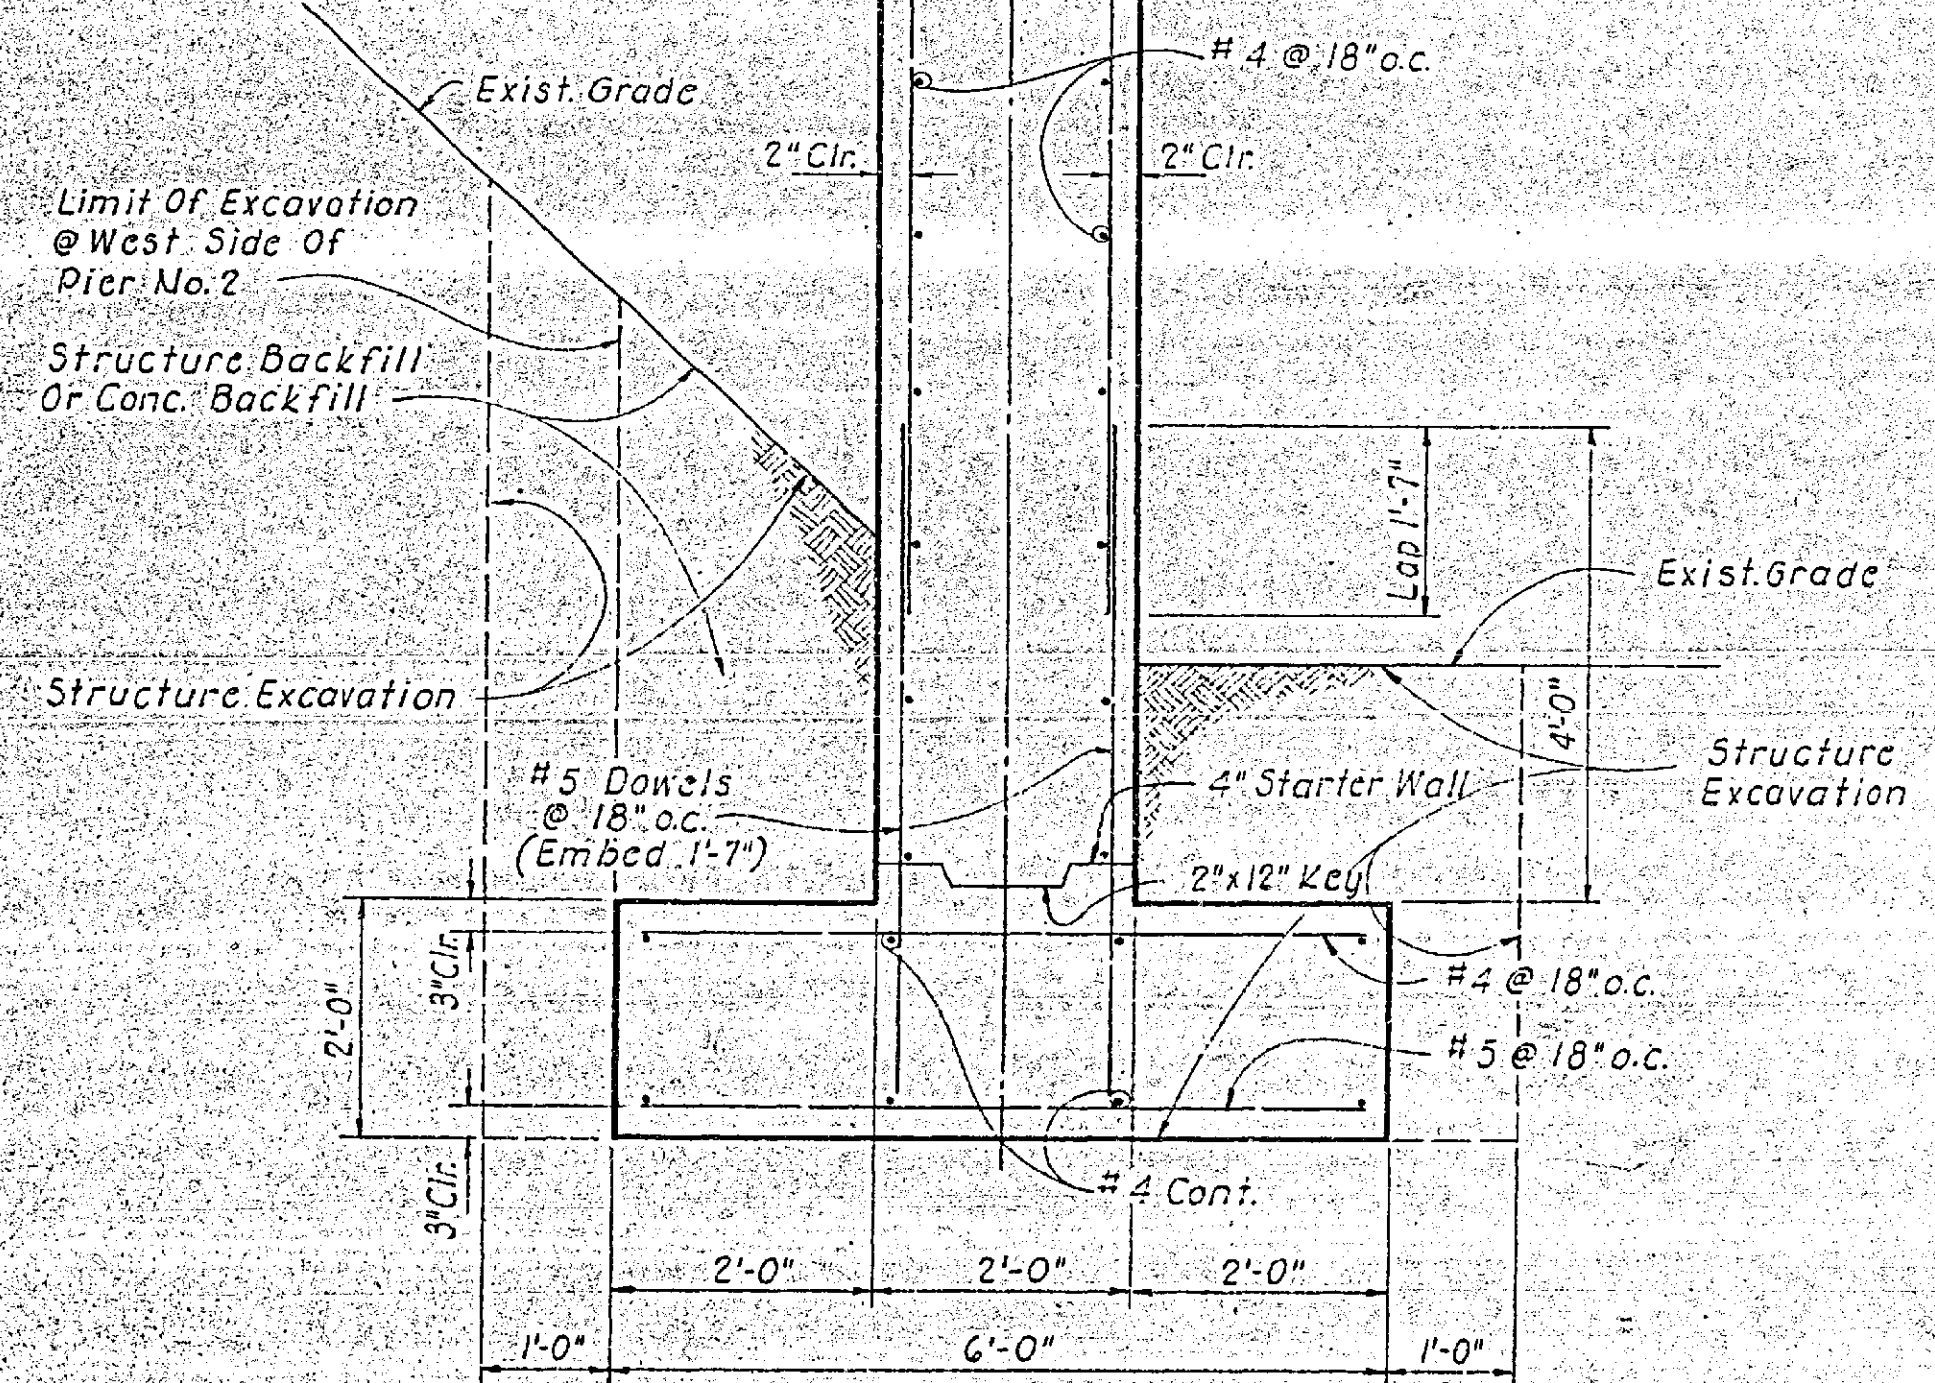 # 4 @ 18" o.c.
Exist. Grade
2" Clr.
2" Clr.
Limit Of Excavation
@ West Side Of
Pier No. 2
Structure Backfill
Or Conc. Backfill
Lap 1'-7"
Exist. Grade
Structure Excavation
4'-0"
Structure
Excavation
# 5 Dowels
@ 18" o.c.
(Embed 1'-7")
4" Starter Wall
2"x12" Key
2'-0"
3" Clr.
#4 @ 18" o.c.
#5 @ 18" o.c.
3" Clr.
# 4 Cont.
2'-0"
2'-0"
2'-0"
1'-0"
6'-0"
1'-0"